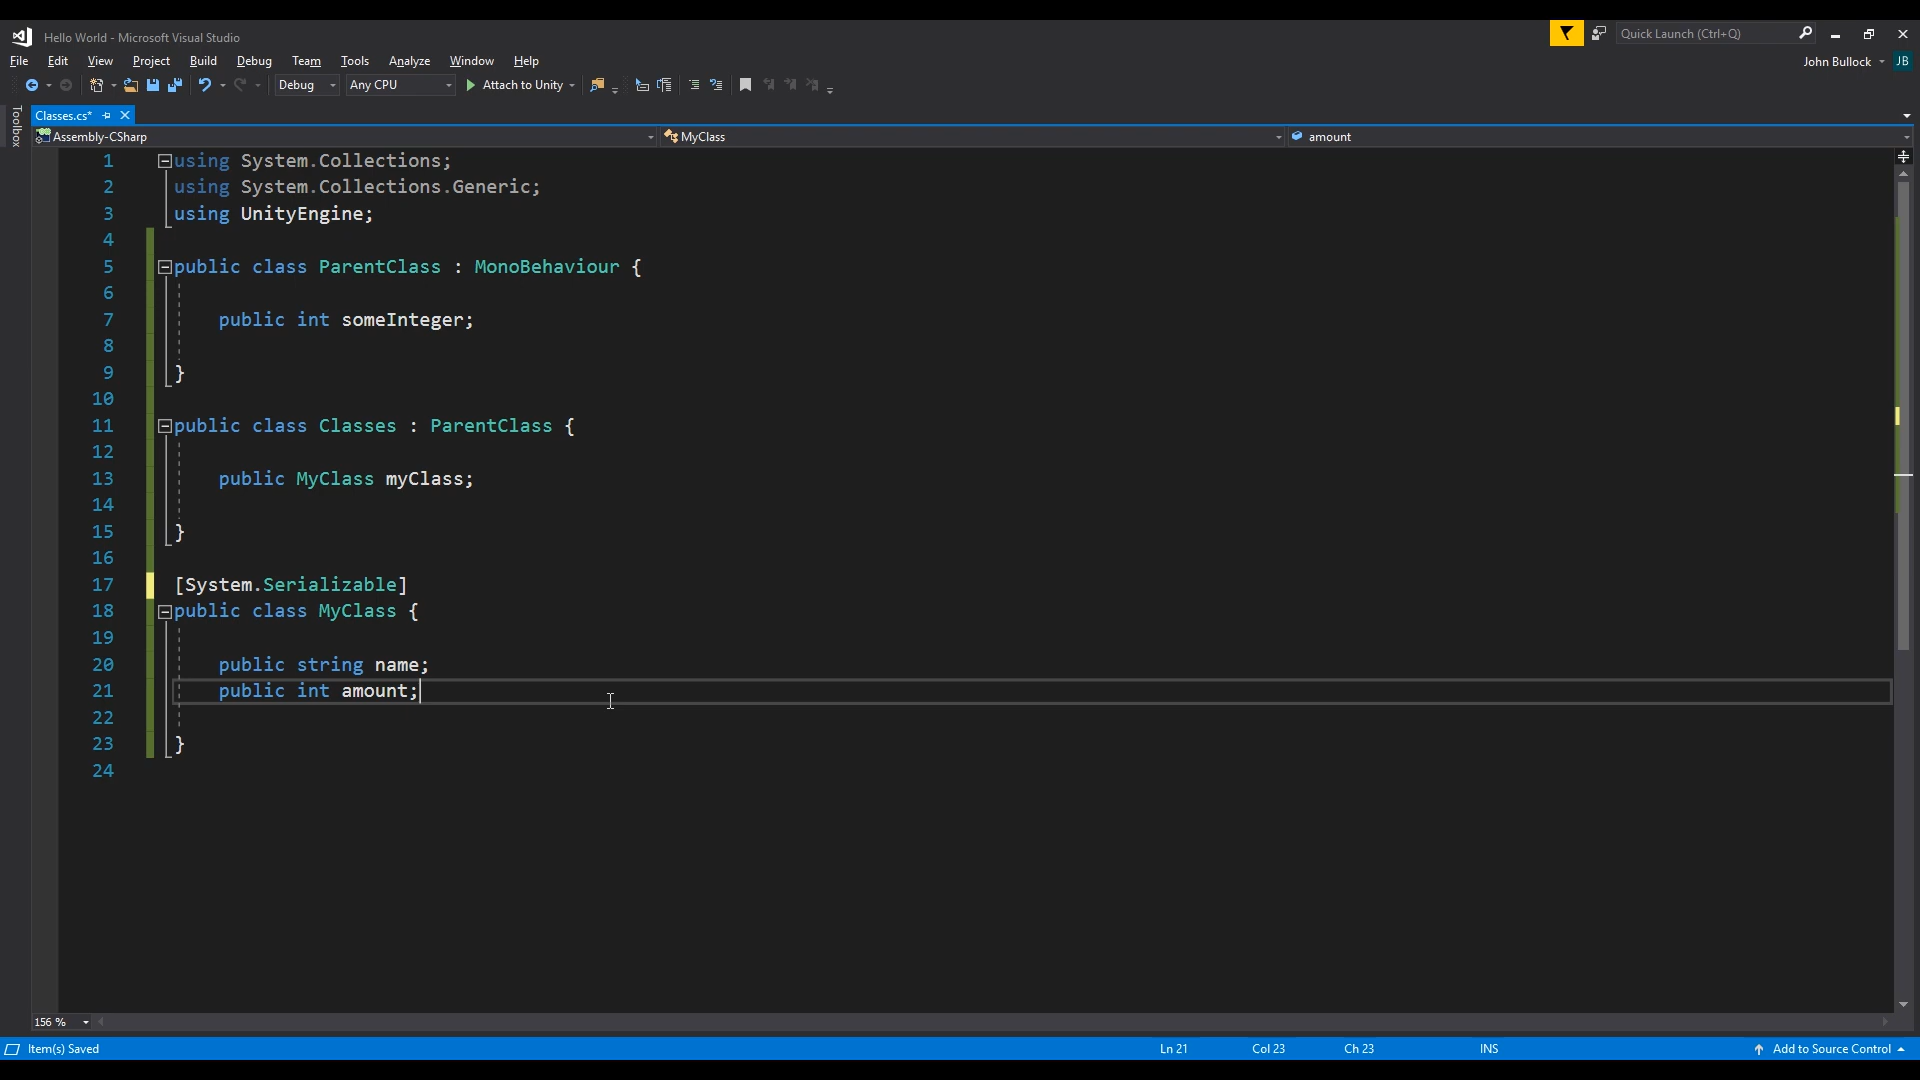 Hello World - Microsoft Visual Studio
Quick Launch (Ctrl+Q)
File Edit View Project Build Debug Team Tools Analyze Window Help
John Bullock JB
Debug Any CPU Attach to Unity
Toolbox
Classes.cs*
Assembly-CSharp MyClass amount
1 using System.Collections;
2 using System.Collections.Generic;
3 using UnityEngine;
4
5 public class ParentClass : MonoBehaviour {
6
7 public int someInteger;
8
9 }
10
11 public class Classes : ParentClass {
12
13 public MyClass myClass;
14
15 }
16
17 [System.Serializable]
18 public class MyClass {
19
20 public string name;
21 public int amount;
22
23 }
24
156 %
Item(s) Saved Ln 21 Col 23 Ch 23 INS Add to Source Control